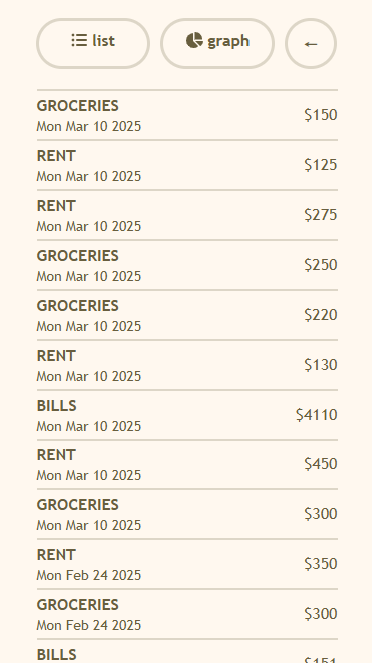 list graph ←
GROCERIES
Mon Mar 10 2025 $150
RENT
Mon Mar 10 2025 $125
RENT
Mon Mar 10 2025 $275
GROCERIES
Mon Mar 10 2025 $250
GROCERIES
Mon Mar 10 2025 $220
RENT
Mon Mar 10 2025 $130
BILLS
Mon Mar 10 2025 $4110
RENT
Mon Mar 10 2025 $450
GROCERIES
Mon Mar 10 2025 $300
RENT
Mon Feb 24 2025 $350
GROCERIES
Mon Feb 24 2025 $300
BILLS